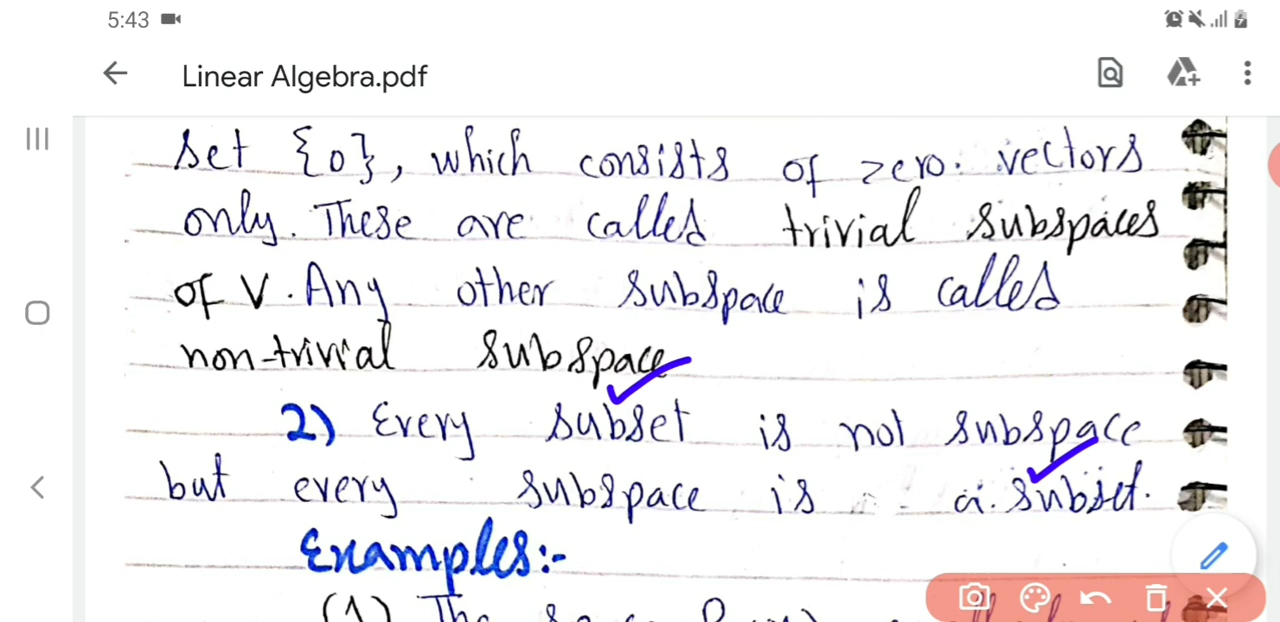 5:43
Linear Algebra.pdf
set {0}, which consists of zero. vectors
only. These are called trivial subspaces
of V. Any other subspace is called
non-trivial subspace
2) Every subset is not subspace
but every subspace is a. subset.
Examples:-
(1) The